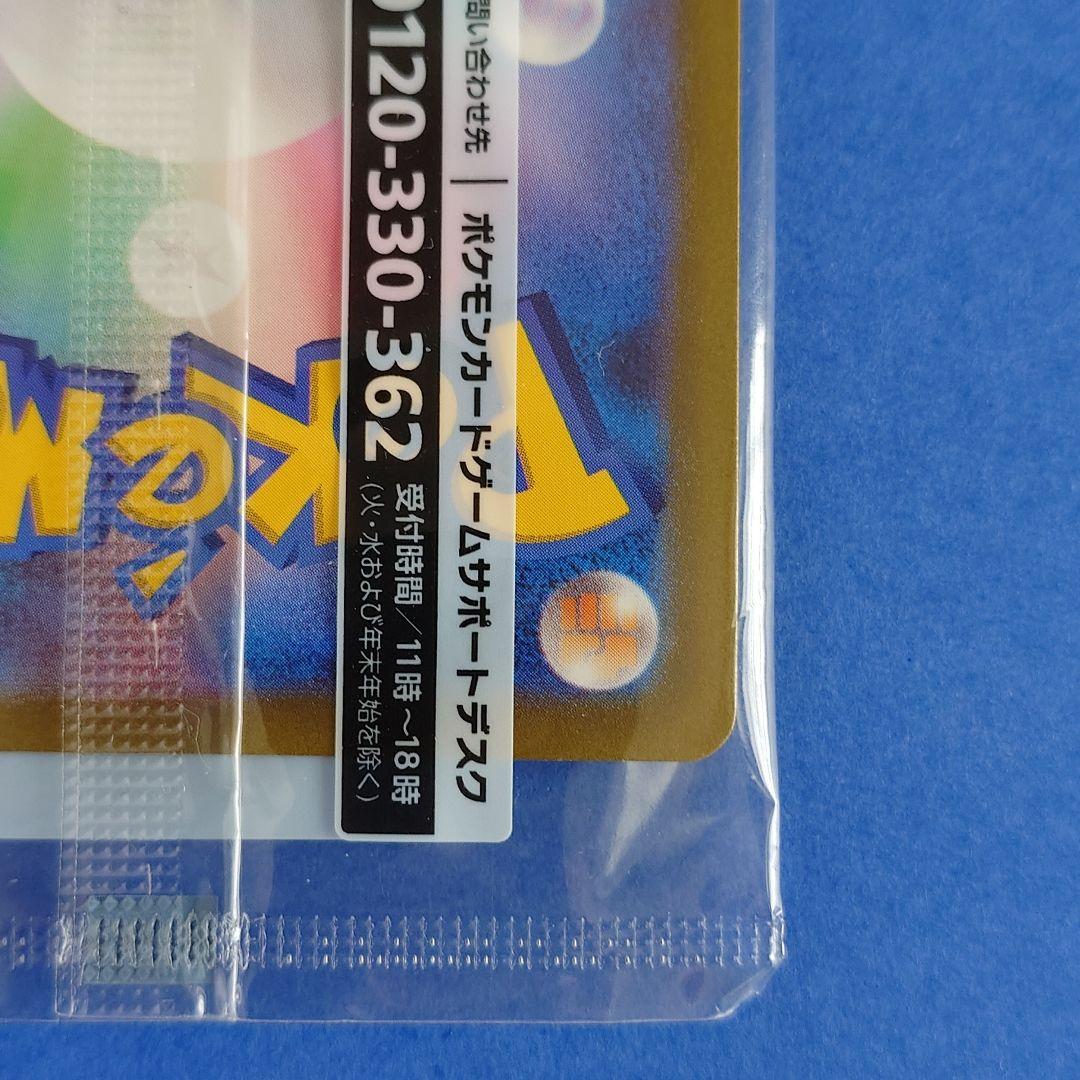 問い合わせ先 | ポケモンカードゲームサポートデスク
0120-330-362 受付時間/11時～18時
(火・水および年末年始を除く)
POKéM